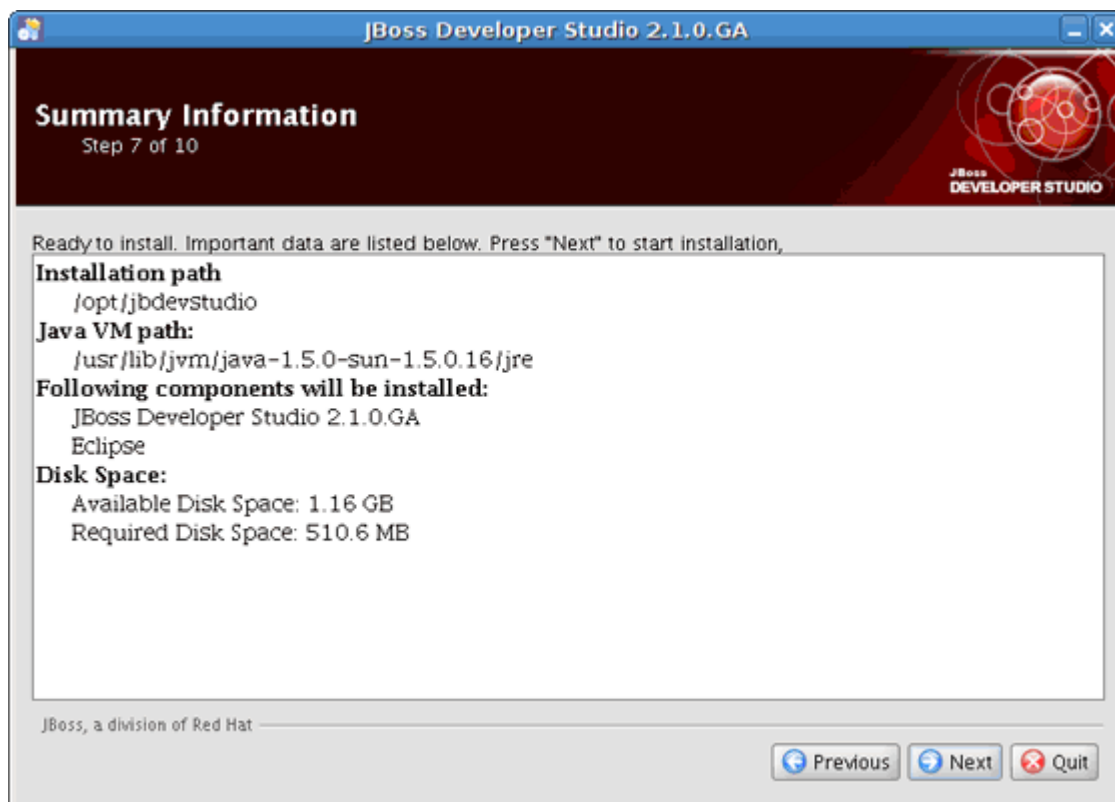 JBoss Developer Studio 2.1.0.GA
Summary Information
Step 7 of 10
JBoss
DEVELOPER STUDIO
Ready to install. Important data are listed below. Press "Next" to start installation,
Installation path
/opt/jbdevstudio
Java VM path:
/usr/lib/jvm/java-1.5.0-sun-1.5.0.16/jre
Following components will be installed:
JBoss Developer Studio 2.1.0.GA
Eclipse
Disk Space:
Available Disk Space: 1.16 GB
Required Disk Space: 510.6 MB
JBoss, a division of Red Hat
Previous Next Quit